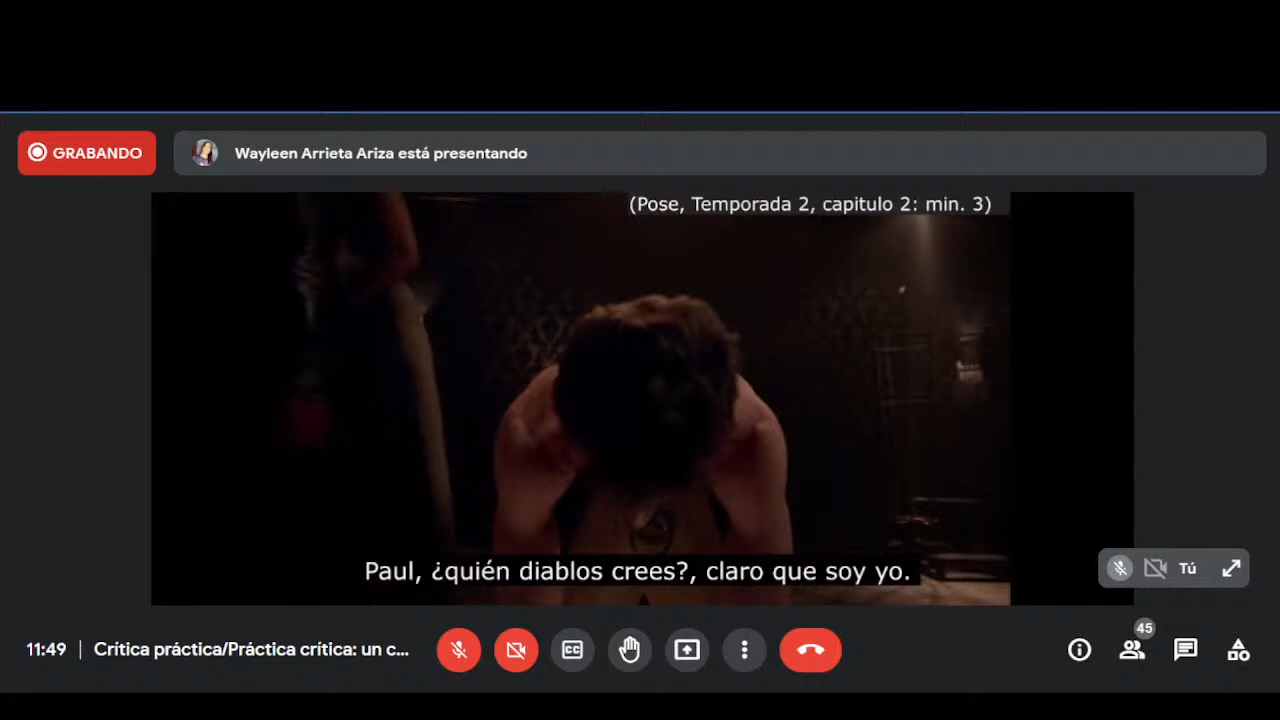 GRABANDO
Wayleen Arrieta Ariza está presentando
(Pose, Temporada 2, capitulo 2: min. 3)
Paul, ¿quién diablos crees?, claro que soy yo.
Tú
45
11:49 | Crítica práctica/Práctica crítica: un c...
CC